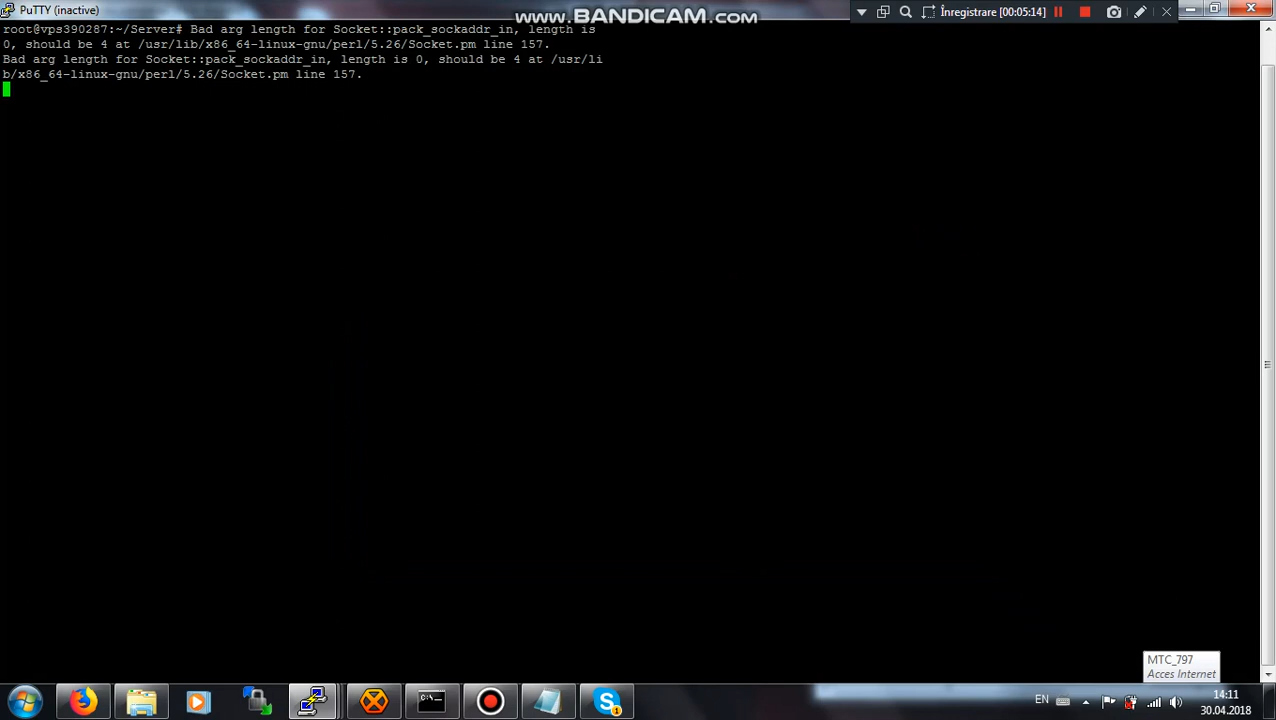 PuTTY (inactive)
www.BANDICAM.com
Înregistrare [00:05:14]
root@vps390287:~/Server# Bad arg length for Socket::pack_sockaddr_in, length is
0, should be 4 at /usr/lib/x86_64-linux-gnu/perl/5.26/Socket.pm line 157.
Bad arg length for Socket::pack_sockaddr_in, length is 0, should be 4 at /usr/li
b/x86_64-linux-gnu/perl/5.26/Socket.pm line 157.
MTC_797
Acces Internet
C:\_
1
EN
14:11
30.04.2018